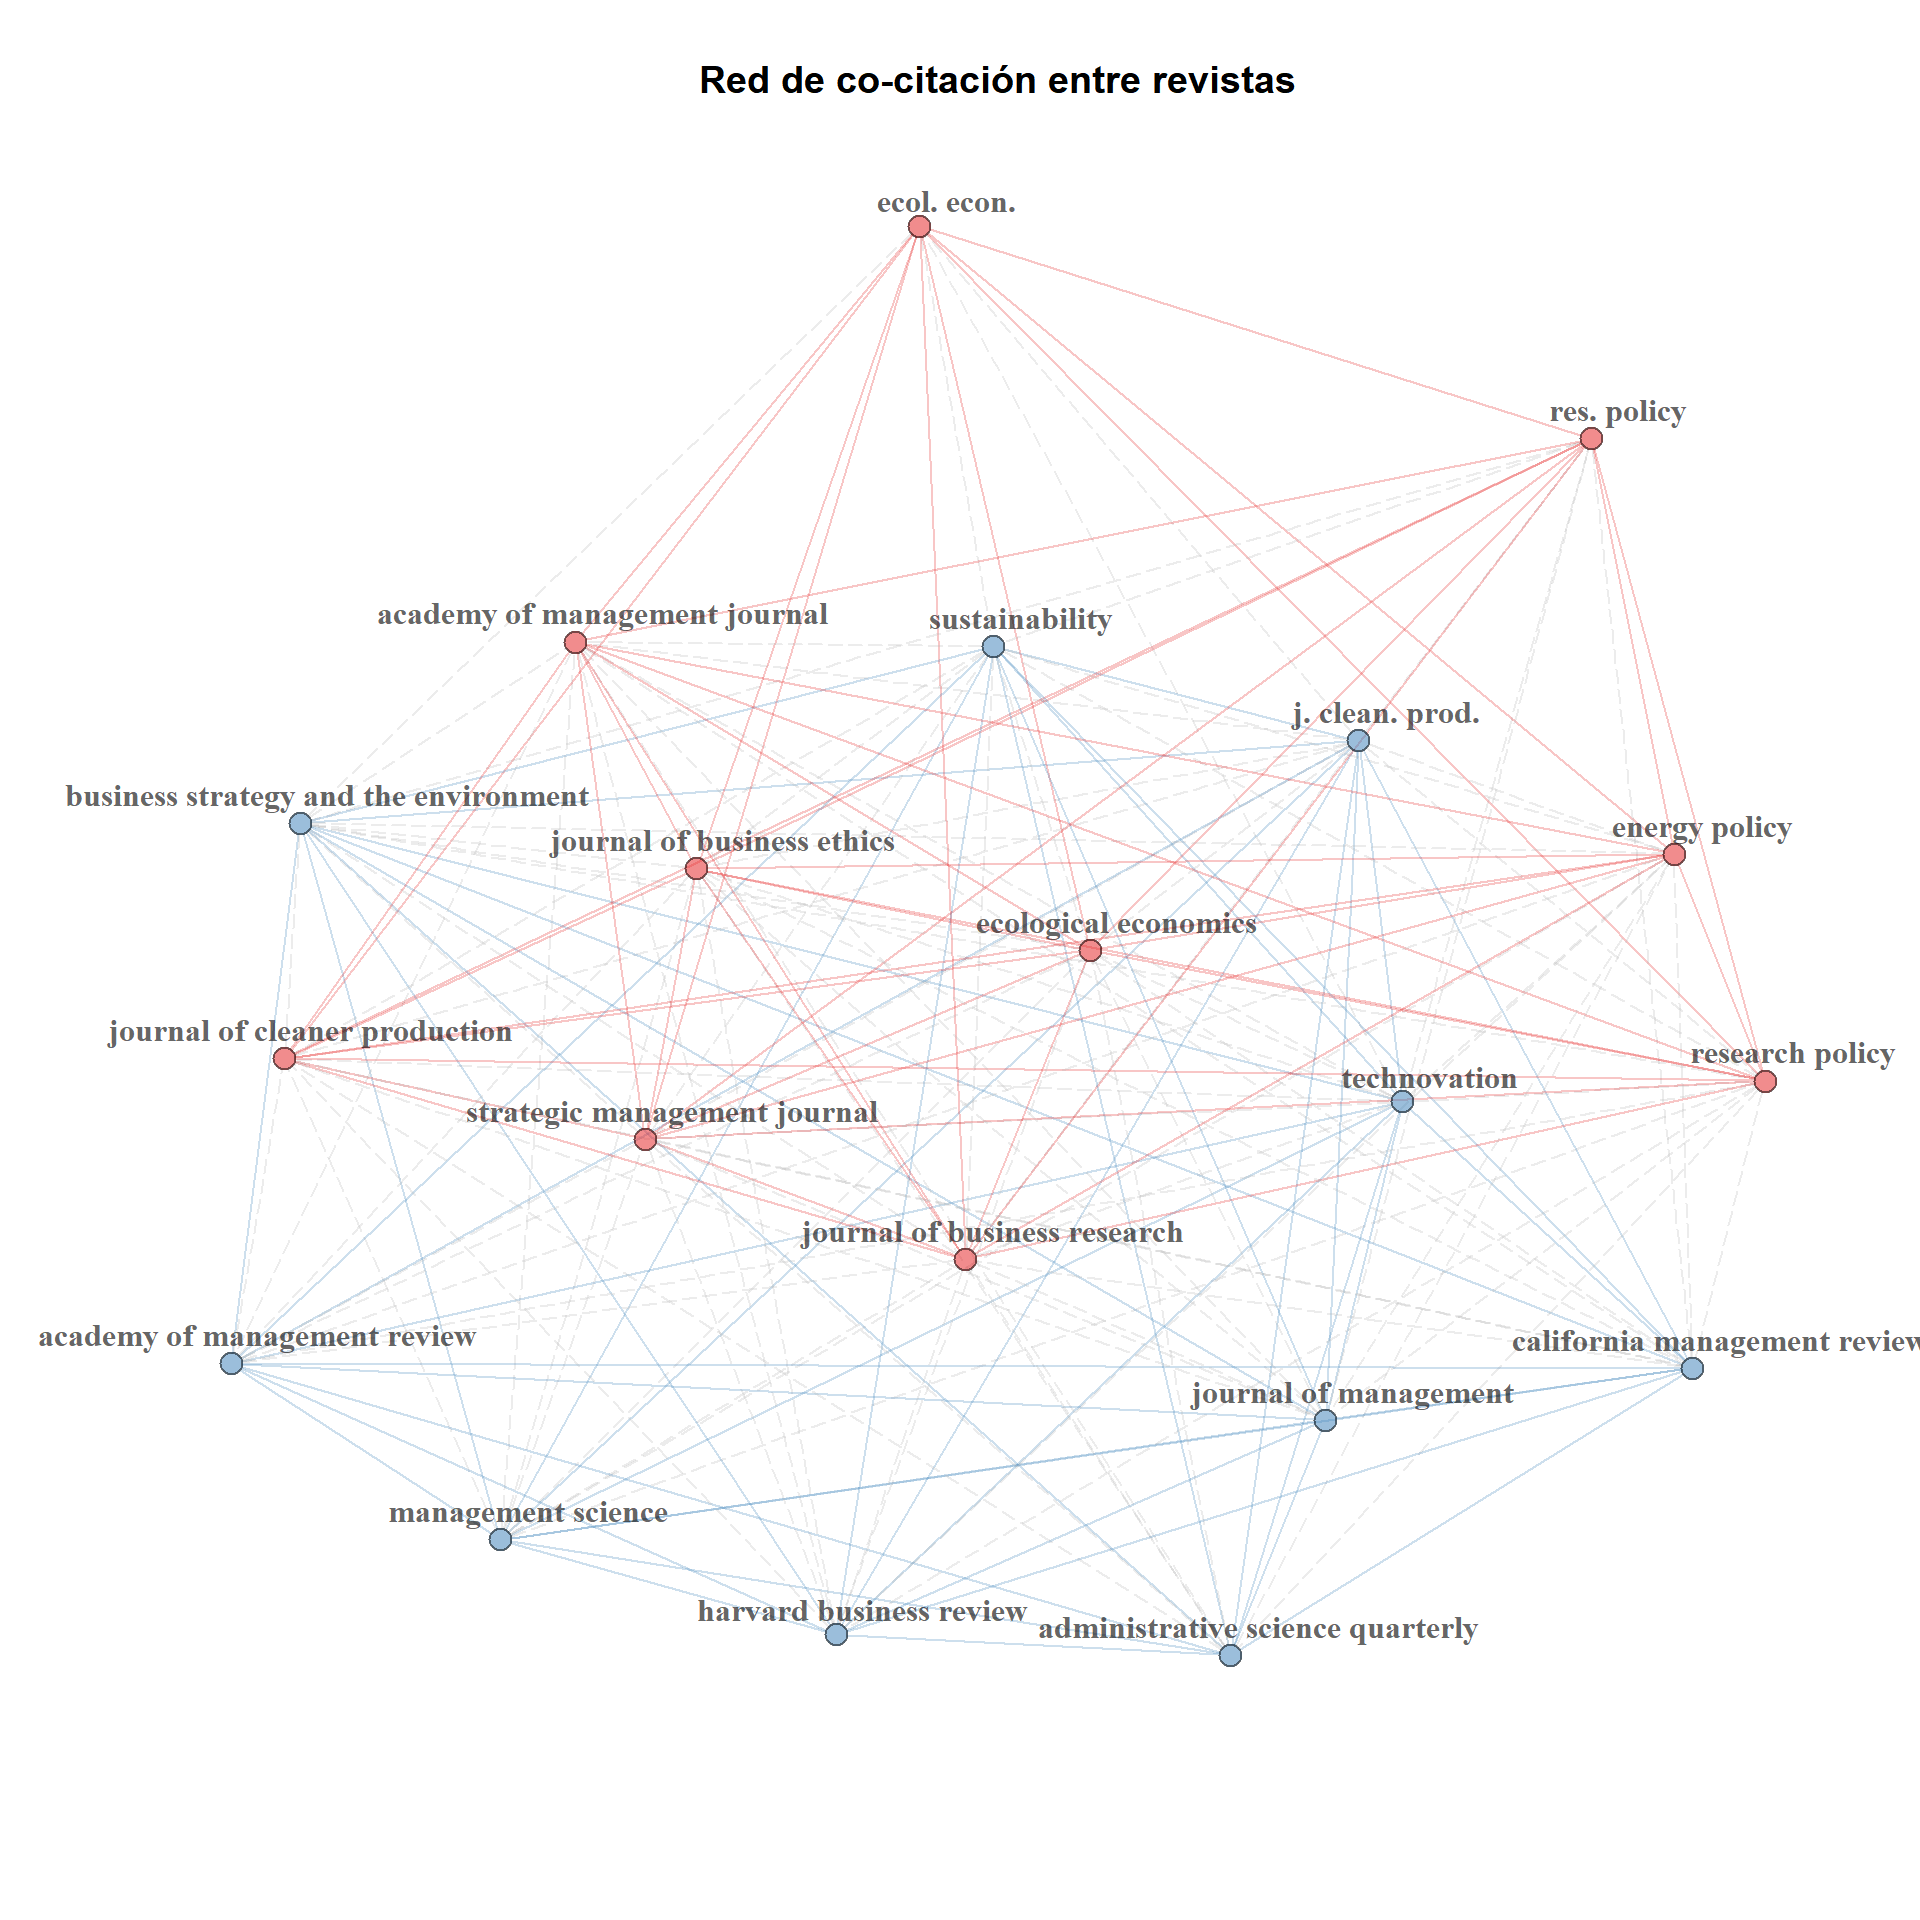 Red de co-citación entre revistas
ecol. econ.
res. policy
academy of management journal
sustainability
j. clean. prod.
business strategy and the environment
journal of business ethics
energy policy
ecological economics
journal of cleaner production
research policy
technovation
strategic management journal
journal of business research
academy of management review
california management review
journal of management
management science
harvard business review
administrative science quarterly